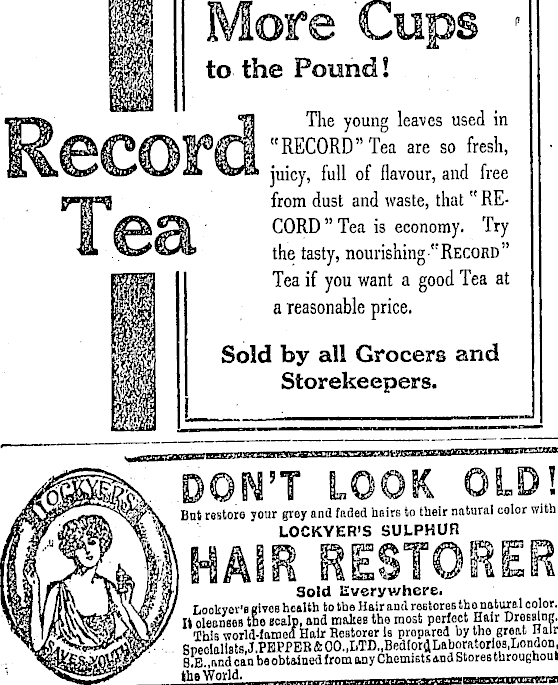 More Cups
to the Pound!
Record
Tea
The young leaves used in
"RECORD" Tea are so fresh,
juicy, full of flavour, and free
from dust and waste, that "RE-
CORD" Tea is economy. Try
the tasty, nourishing "RECORD"
Tea if you want a good Tea at
a reasonable price.
Sold by all Grocers and
Storekeepers.
LOCKYER'S
SAVES YOUTH
DON'T LOOK OLD!
But restore your grey and faded hairs to their natural color with
LOCKYER'S SULPHUR
HAIR RESTORER
Sold Everywhere.
Lockyer's gives health to the Hair and restores the natural color.
It cleanses the scalp, and makes the most perfect Hair Dressing.
This world-famed Hair Restorer is prepared by the great Hair
Specialists, J. PEPPER & CO., LTD., Bedford Laboratories, London,
S.E., and can be obtained from any Chemists and Stores throughout
the World.